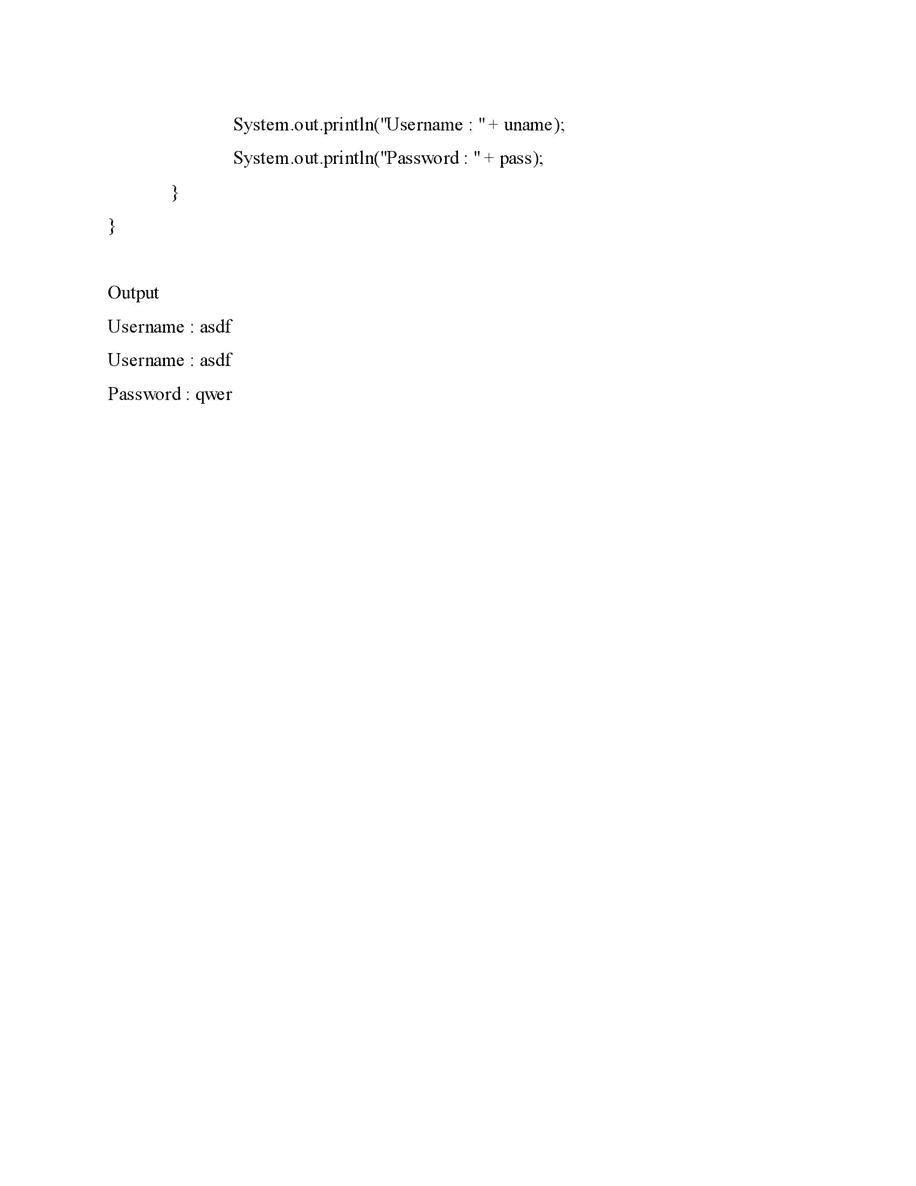 System.out.println("Username : " + uname);
System.out.println("Password : " + pass);
}
}
Output
Username : asdf
Username : asdf
Password : qwer